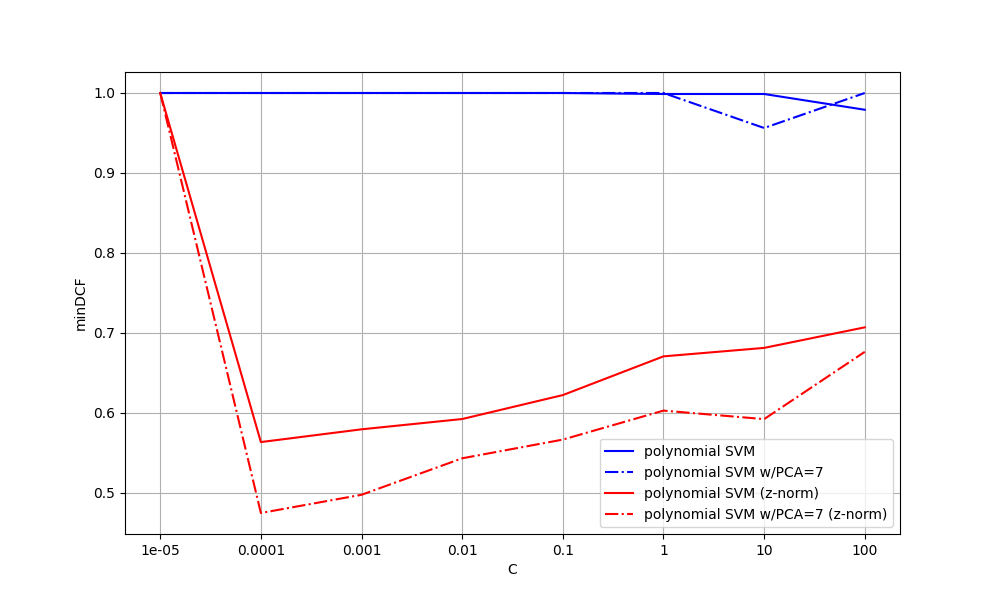 1.0
0.9
0.8
0.7
0.6
0.5
minDCF
1e-05 0.0001 0.001 0.01 0.1 1 10 100
C
polynomial SVM
polynomial SVM w/PCA=7
polynomial SVM (z-norm)
polynomial SVM w/PCA=7 (z-norm)